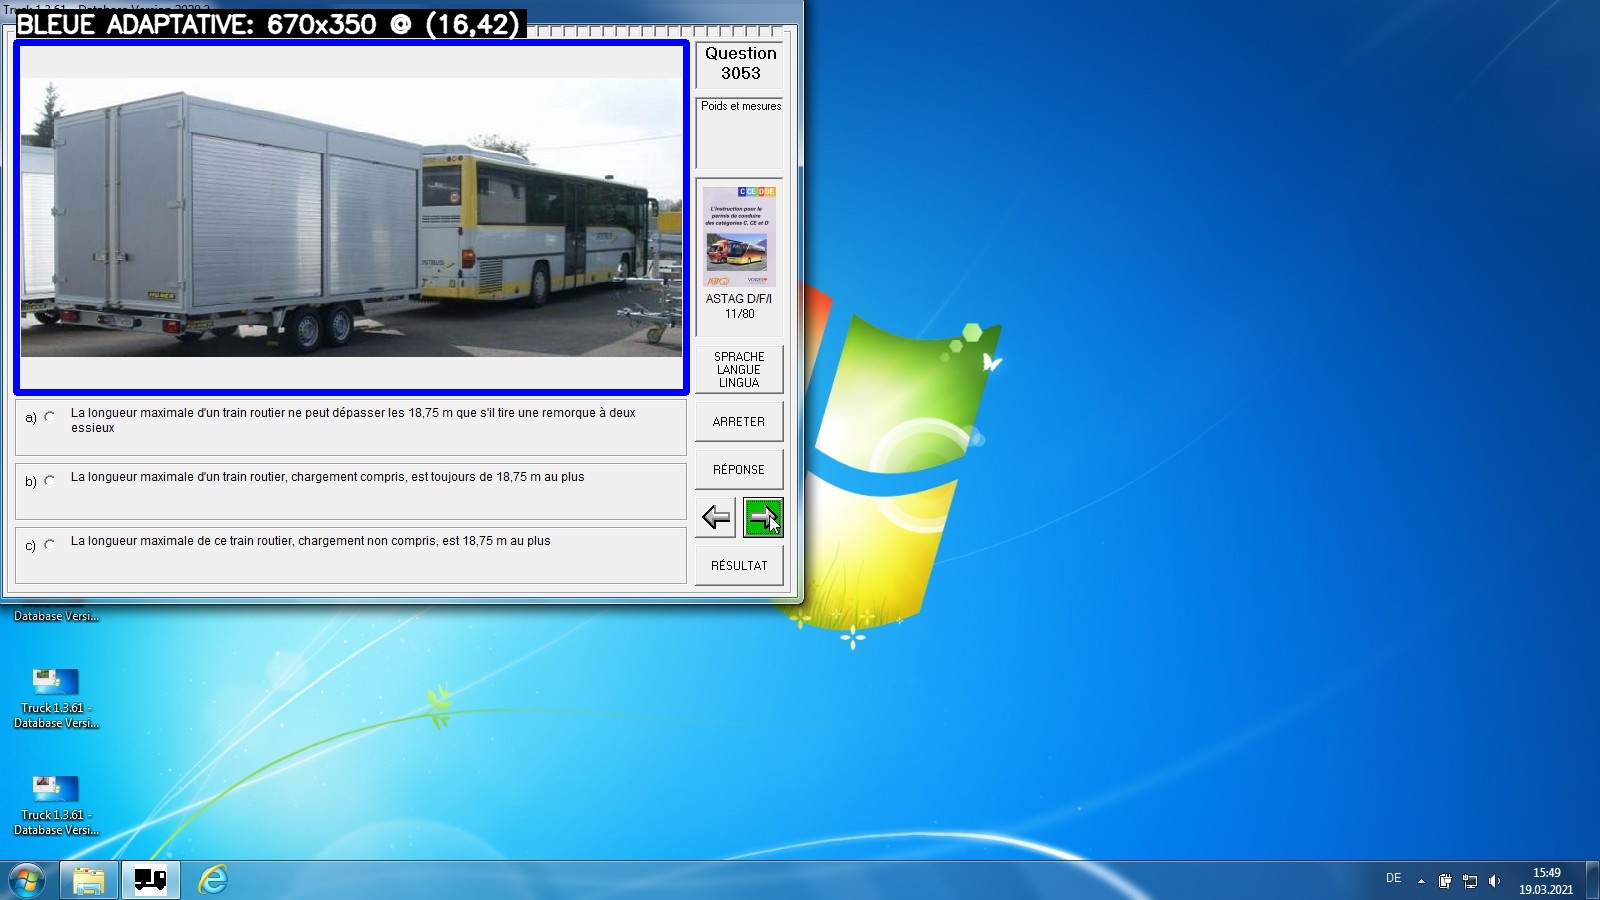 BLEUE ADAPTATIVE: 670x350 @ (16,42)
Question
3053
Poids et mesures
C CE D DE
L'instruction pour le
permis de conduire
des catégories C, CE et D
ASTAG D/F/I
11/80
SPRACHE
LANGUE
LINGUA
a) La longueur maximale d'un train routier ne peut dépasser les 18,75 m que s'il tire une remorque à deux
essieux
ARRETER
b) La longueur maximale d'un train routier, chargement compris, est toujours de 18,75 m au plus
RÉPONSE
c) La longueur maximale de ce train routier, chargement non compris, est 18,75 m au plus
RÉSULTAT
Database Versi...
Truck 1.3.61 -
Database Versi...
Truck 1.3.61 -
Database Versi...
DE
15:49
19.03.2021